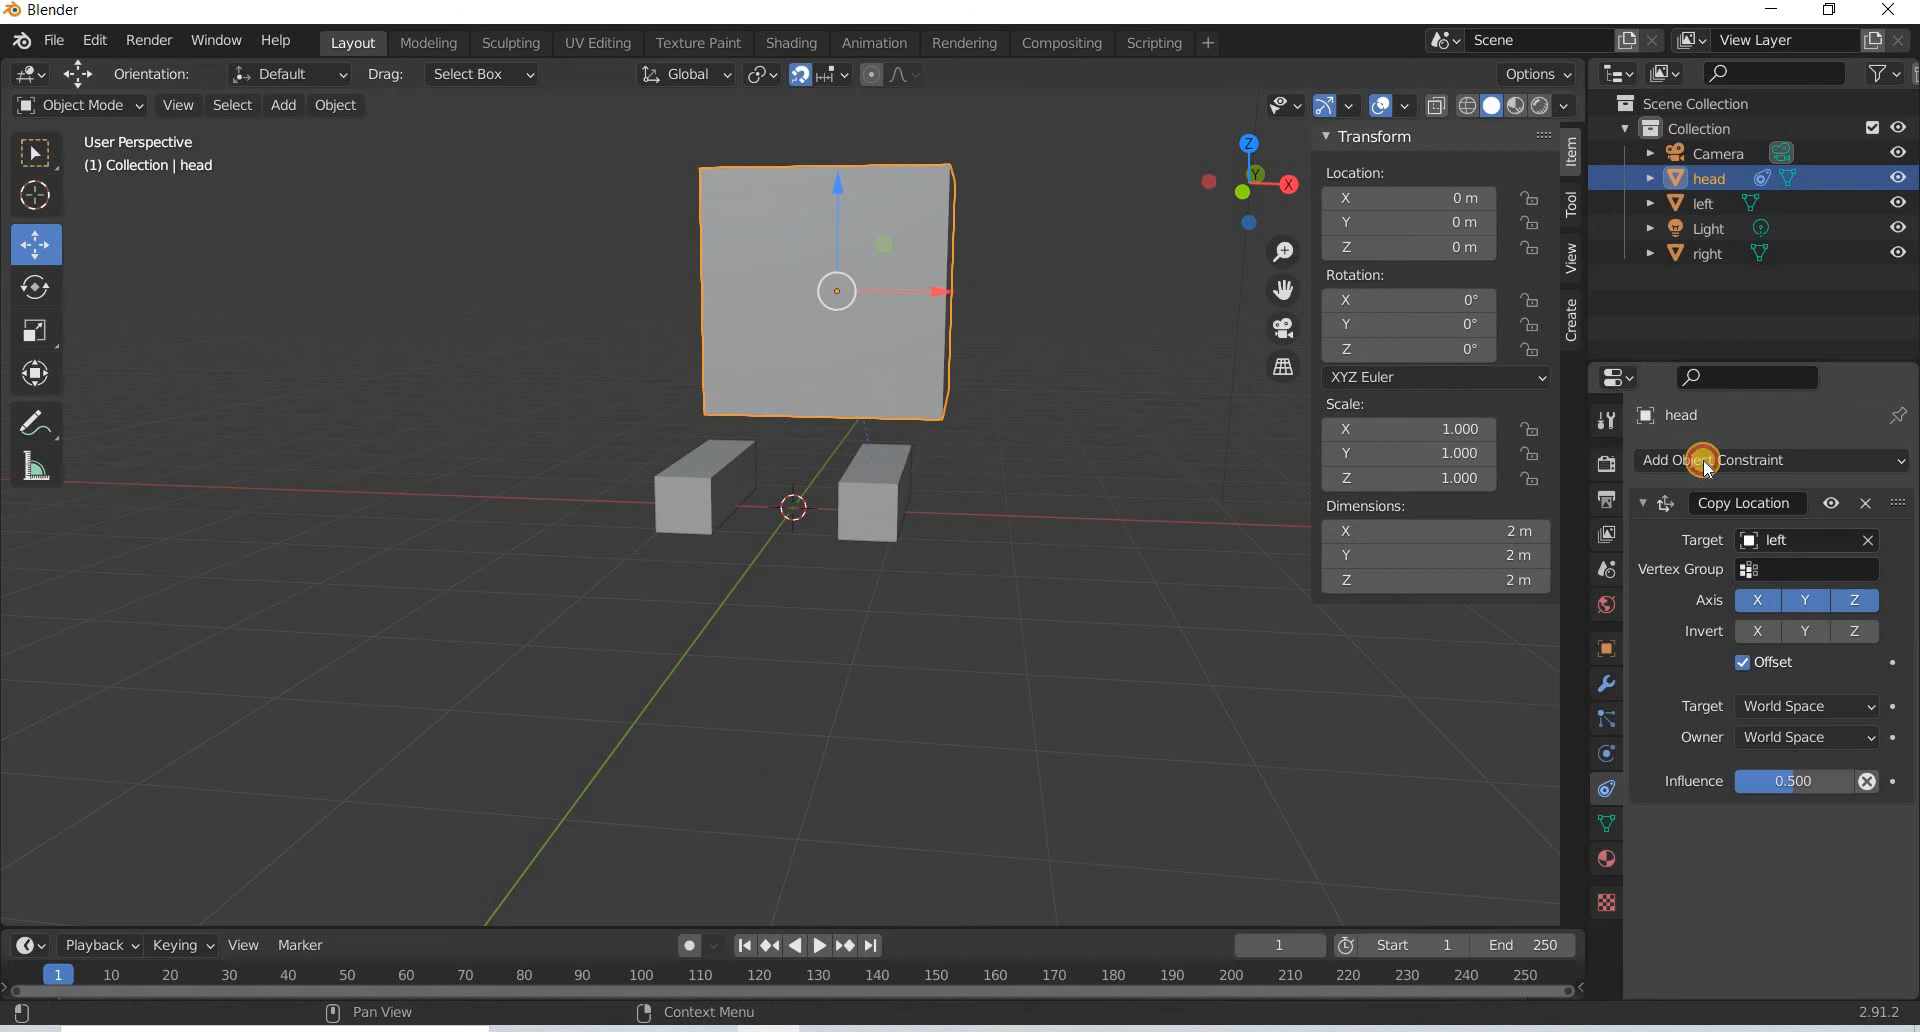 Blender
File Edit Render Window Help Layout Modeling Sculpting UV Editing Texture Paint Shading Animation Rendering Compositing Scripting + Scene View Layer
Orientation: Default Drag: Select Box Global Options
Object Mode View Select Add Object
User Perspective
(1) Collection | head
Z
Y
X
Item
Tool
View
Create
Transform
Location:
X 0 m
Y 0 m
Z 0 m
Rotation:
X 0°
Y 0°
Z 0°
XYZ Euler
Scale:
X 1.000
Y 1.000
Z 1.000
Dimensions:
X 2 m
Y 2 m
Z 2 m
Scene Collection
Collection
Camera
head
left
Light
right
head
Add Object Constraint
Copy Location
Target left
Vertex Group
Axis X Y Z
Invert X Y Z
Offset
Target World Space
Owner World Space
Influence 0.500
Playback Keying View Marker 1 Start 1 End 250
1 10 20 30 40 50 60 70 80 90 100 110 120 130 140 150 160 170 180 190 200 210 220 230 240 250
Pan View Context Menu 2.91.2